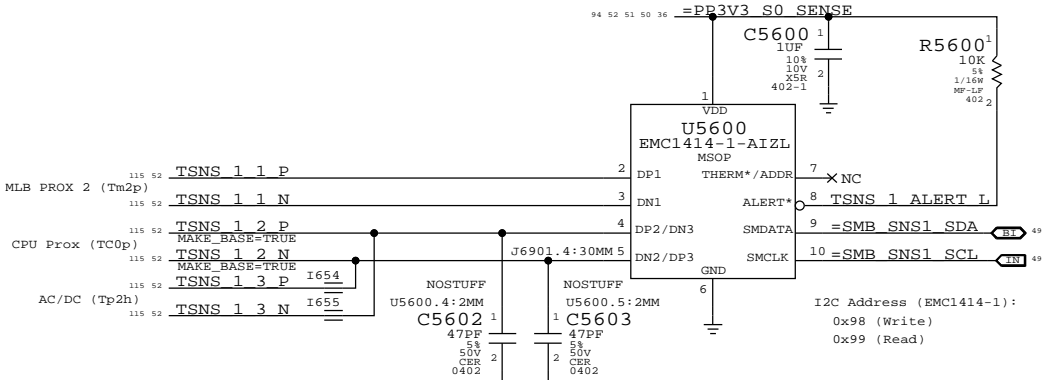 94 52 51 50 36 =PP3V3_S0_SENSE
C5600 1
1UF
10%
10V
X5R 2
402-1
R5600 1
10K
5%
1/16W
MF-LF
402 2
1
VDD
U5600
EMC1414-1-AIZL
MSOP
MLB PROX 2 (Tm2p)
115 52 TSNS_1_1_P 2 DP1 THERM*/ADDR 7 NC
115 52 TSNS_1_1_N 3 DN1 ALERT* 8 TSNS_1_ALERT_L
CPU Prox (TC0p)
115 52 TSNS_1_2_P 4 DP2/DN3 SMDATA 9 =SMB_SNS1_SDA BI 49
MAKE_BASE=TRUE
115 52 TSNS_1_2_N J6901.4:30MM 5 DN2/DP3 SMCLK 10 =SMB_SNS1_SCL IN 49
MAKE_BASE=TRUE
GND
6
AC/DC (Tp2h)
115 52 TSNS_1_3_P I654
115 52 TSNS_1_3_N I655
NOSTUFF
U5600.4:2MM
C5602 1
47PF
5%
50V
CER 2
0402
NOSTUFF
U5600.5:2MM
C5603
1
47PF
5%
50V
CER
2
0402
I2C Address (EMC1414-1):
0x98 (Write)
0x99 (Read)